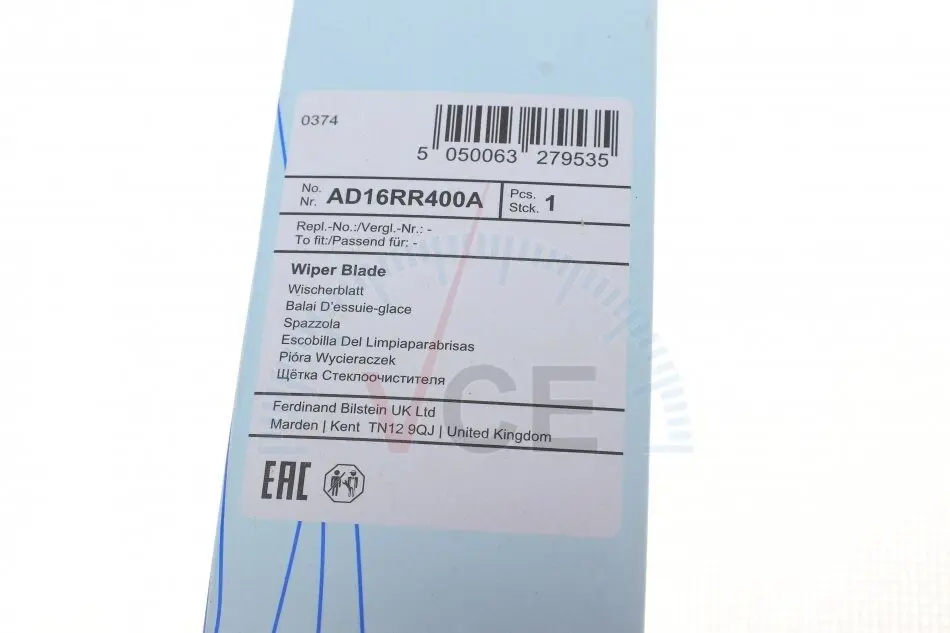 0374
5 050063 279535
No. Nr. AD16RR400A Pcs. Stck. 1
Repl.-No.:/Vergl.-Nr.: -
To fit:/Passend für: -
Wiper Blade
Wischerblatt
Balai D'essuie-glace
Spazzola
Escobilla Del Limpiaparabrisas
Pióra Wycieraczek
Щётка Стеклоочистителя
Ferdinand Bilstein UK Ltd
Marden | Kent TN12 9QJ | United Kingdom
EAC
VCE